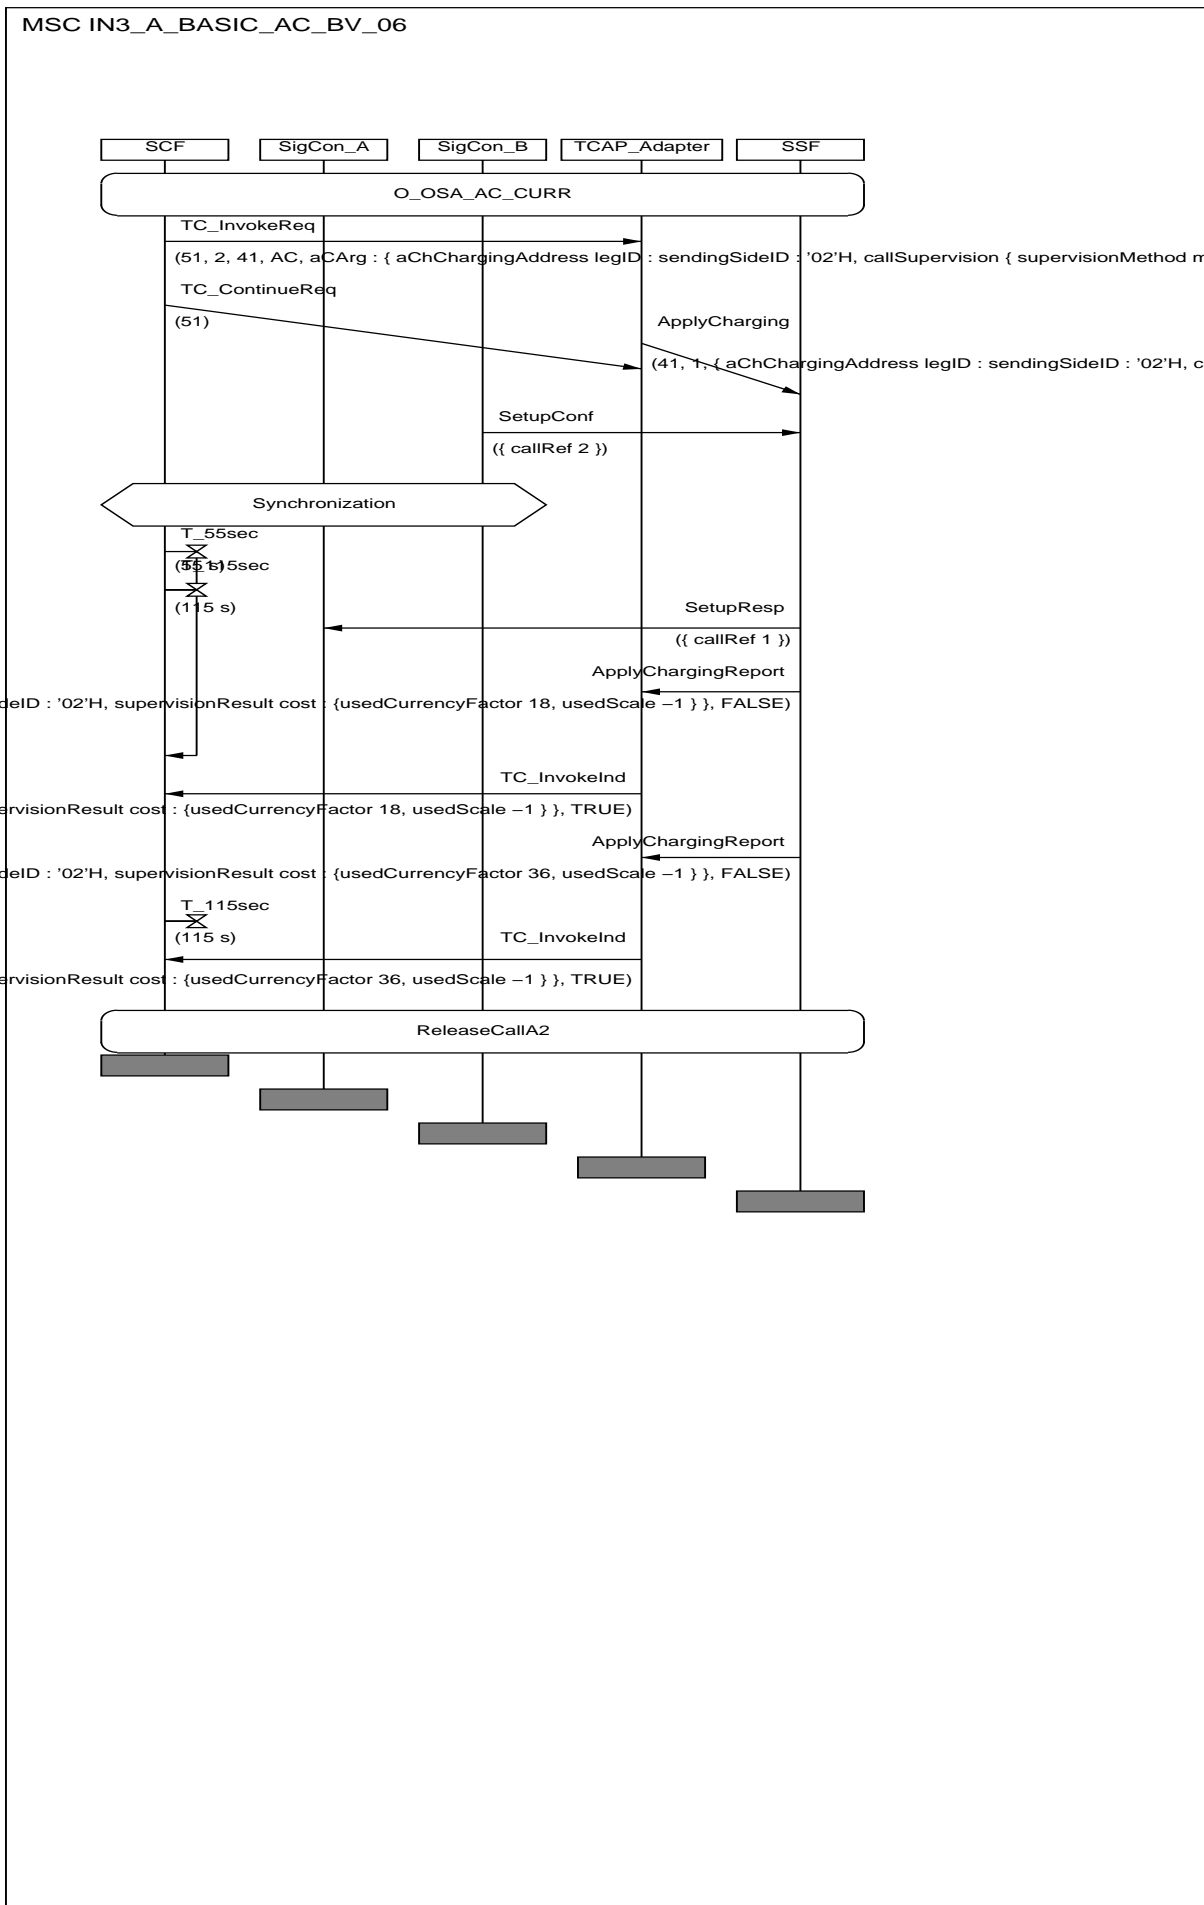 MSC IN3_A_BASIC_AC_BV_06
SCF SigCon_A SigCon_B TCAP_Adapter SSF
O_OSA_AC_CURR
TC_InvokeReq
(51, 2, 41, AC, aCArg : { aChChargingAddress legID : sendingSideID : '02'H, callSupervision { supervisionMethod m
TC_ContinueReq
(51) ApplyCharging
(41, 1, { aChChargingAddress legID : sendingSideID : '02'H, c
SetupConf
({ callRef 2 })
Synchronization
T_55sec
(55 s)
T_115sec
(115 s) SetupResp
({ callRef 1 })
ApplyChargingReport
deID : '02'H, supervisionResult cost : {usedCurrencyFactor 18, usedScale –1 } }, FALSE)
TC_InvokeInd
ervisionResult cost : {usedCurrencyFactor 18, usedScale –1 } }, TRUE)
ApplyChargingReport
deID : '02'H, supervisionResult cost : {usedCurrencyFactor 36, usedScale –1 } }, FALSE)
T_115sec
(115 s) TC_InvokeInd
ervisionResult cost : {usedCurrencyFactor 36, usedScale –1 } }, TRUE)
ReleaseCallA2